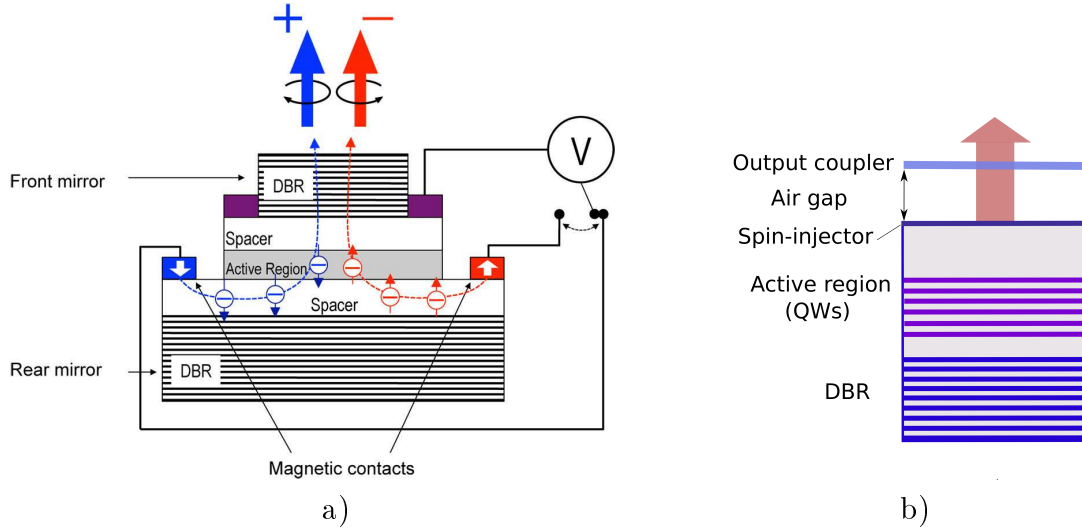 + −
V
Front mirror
DBR
Spacer
Active Region
Spacer
Rear mirror
DBR
Magnetic contacts
a)
Output coupler
Air gap
Spin-injector
Active region
(QWs)
DBR
b)